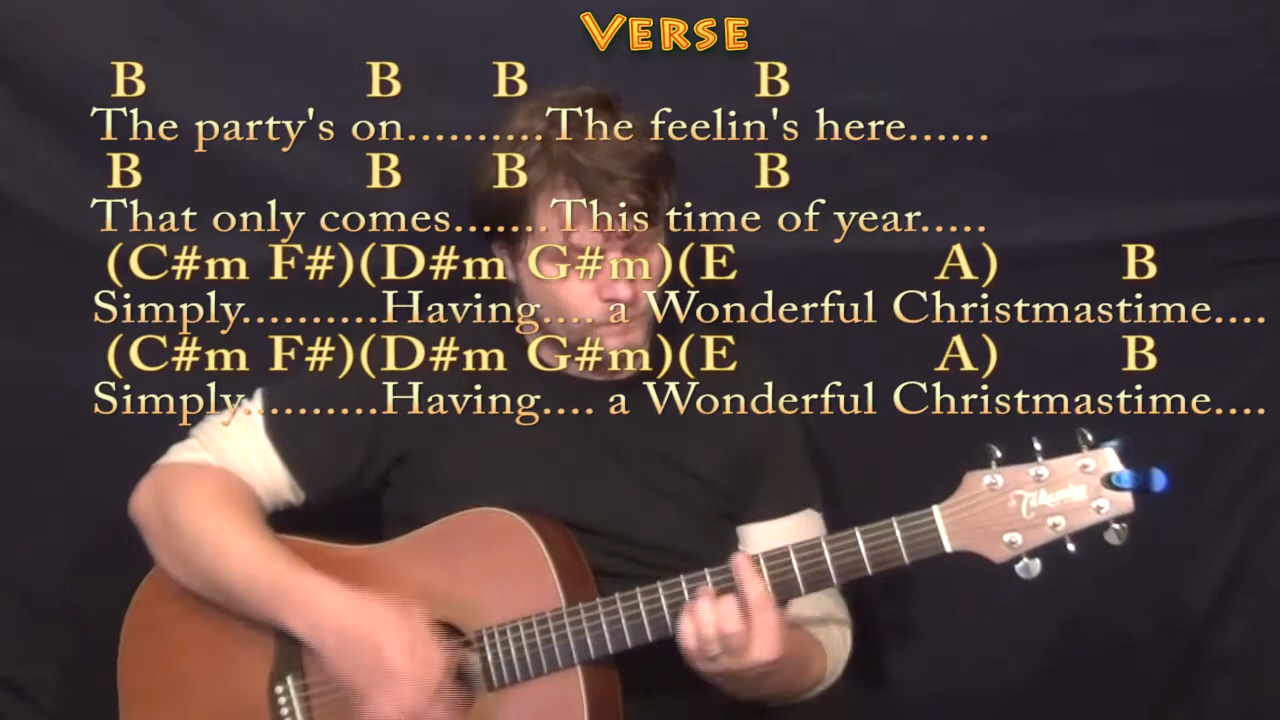 VERSE
B B B B
The party's on..........The feelin's here......
B B B B
That only comes.......This time of year.....
(C#m F#)(D#m G#m)(E A) B
Simply..........Having.... a Wonderful Christmastime....
(C#m F#)(D#m G#m)(E A) B
Simply..........Having.... a Wonderful Christmastime....
Takamine